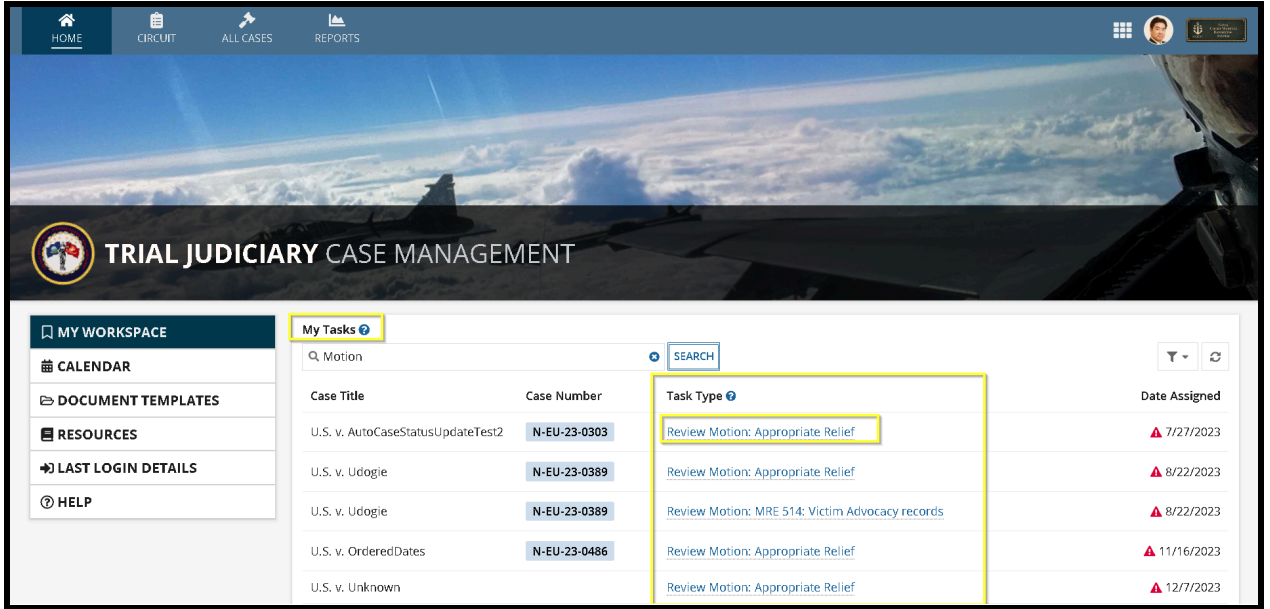 HOME CIRCUIT ALL CASES REPORTS
TRIAL JUDICIARY CASE MANAGEMENT
MY WORKSPACE
CALENDAR
DOCUMENT TEMPLATES
RESOURCES
LAST LOGIN DETAILS
HELP
My Tasks
Motion SEARCH
Case Title Case Number Task Type Date Assigned
U.S. v. AutoCaseStatusUpdateTest2 N-EU-23-0303 Review Motion: Appropriate Relief 7/27/2023
U.S. v. Udogie N-EU-23-0389 Review Motion: Appropriate Relief 8/22/2023
U.S. v. Udogie N-EU-23-0389 Review Motion: MRE 514: Victim Advocacy records 8/22/2023
U.S. v. OrderedDates N-EU-23-0486 Review Motion: Appropriate Relief 11/16/2023
U.S. v. Unknown Review Motion: Appropriate Relief 12/7/2023